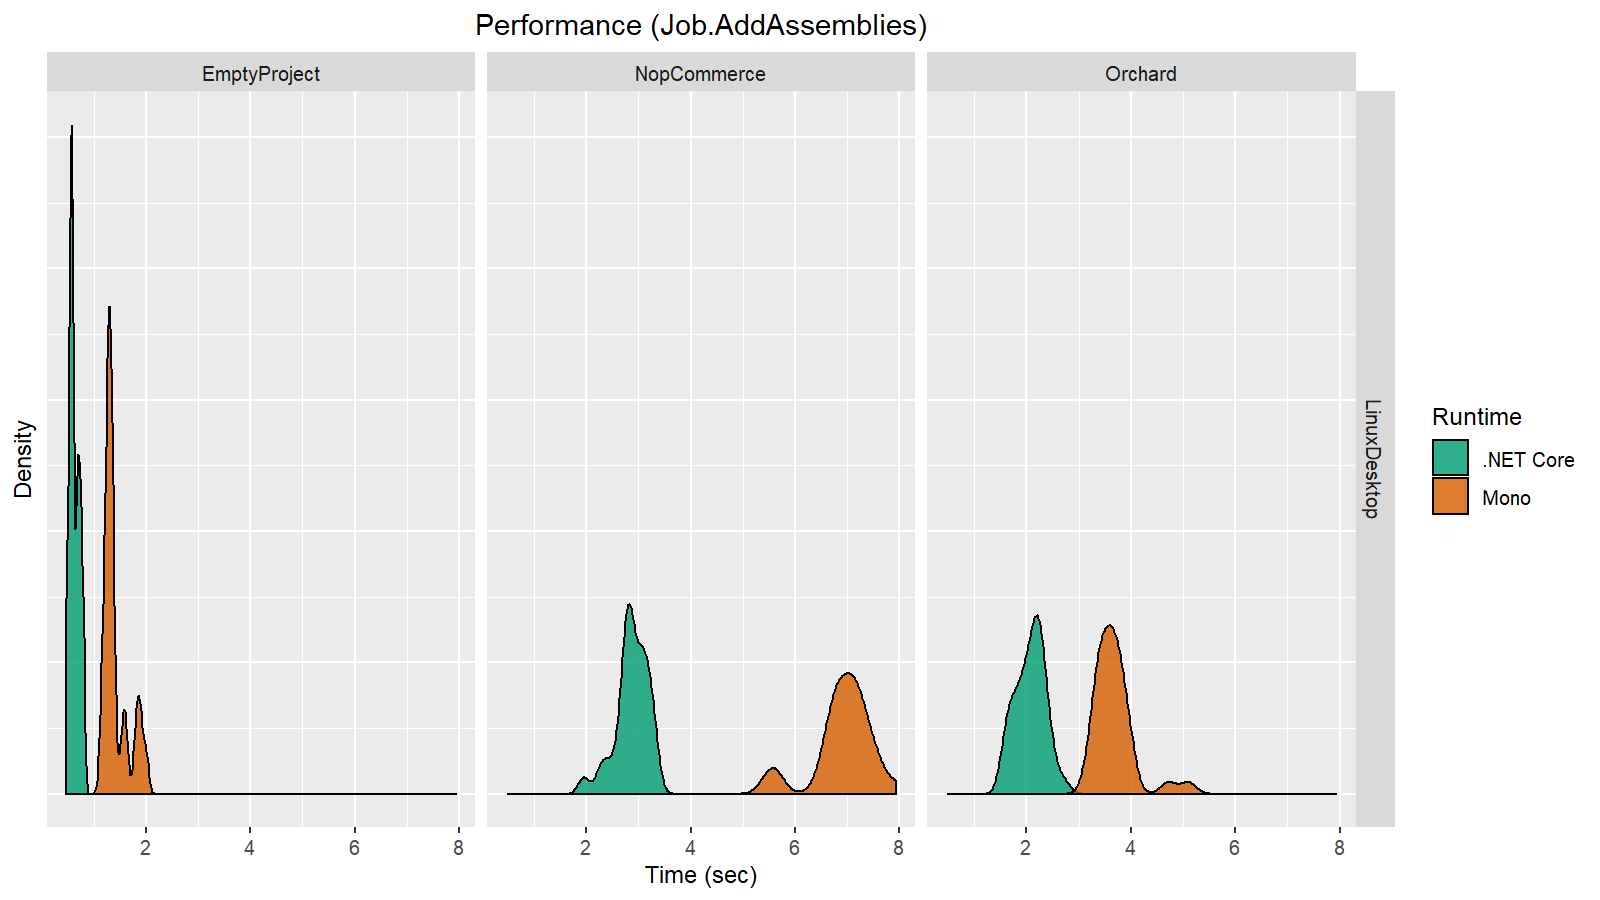 Performance (Job.AddAssemblies)
EmptyProject
NopCommerce
Orchard
LinuxDesktop
Density
2 4 6 8
2 4 6 8
2 4 6 8
Time (sec)
Runtime
.NET Core
Mono